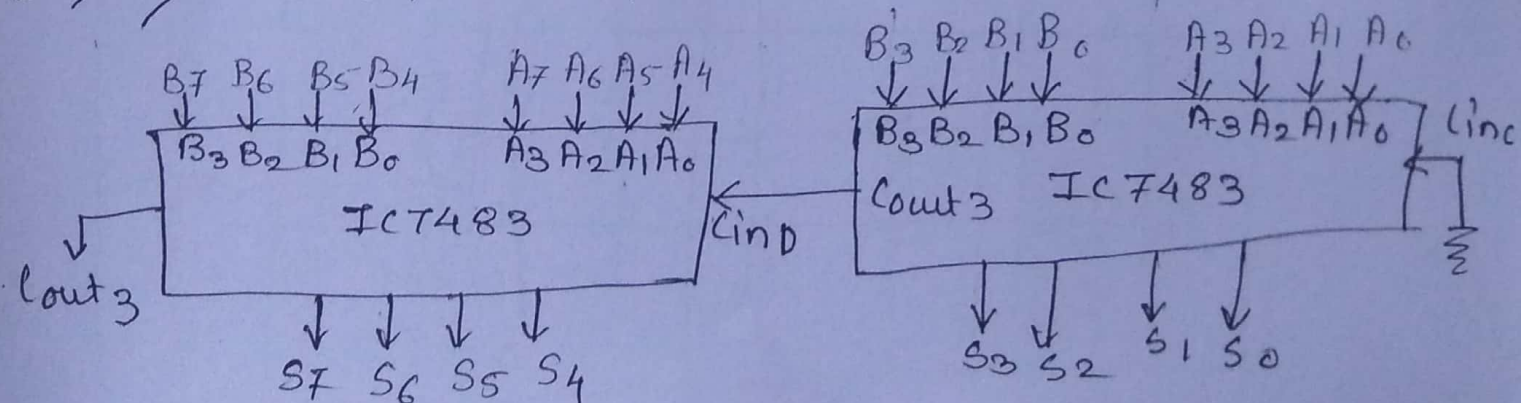 B7 B6 B5 B4 A7 A6 A5 A4
B3 B2 B1 B0 A3 A2 A1 A0
IC7483
Cout3
S7 S6 S5 S4
B3 B2 B1 B0 A3 A2 A1 A0
B3 B2 B1 B0 A3 A2 A1 A0
Cout3 IC7483
Cin0
S3 S2 S1 S0